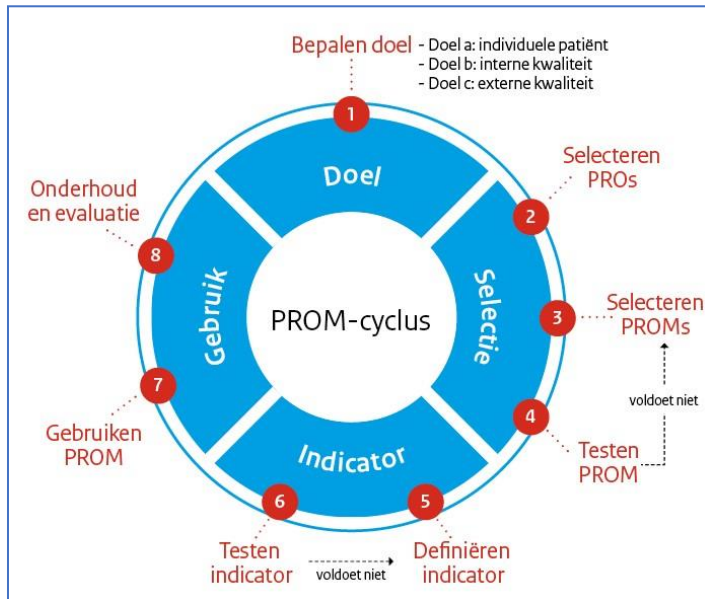 Bepalen doel
- Doel a: individuele patiënt
- Doel b: interne kwaliteit
- Doel c: externe kwaliteit
1
Doel
Selecteren
PROs
2
Selectie
3
Selecteren
PROMs
voldoet niet
4
Testen
PROM
Indicator
5
Definiëren
indicator
voldoet niet
6
Testen
indicator
7
Gebruiken
PROM
Gebruik
8
Onderhoud
en evaluatie
PROM-cyclus